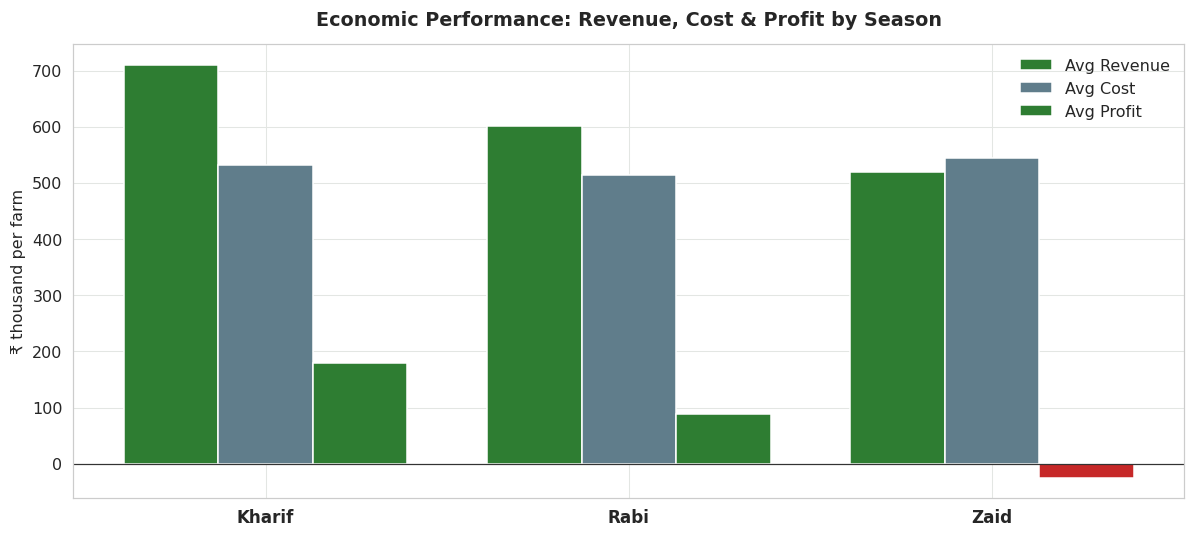 Economic Performance: Revenue, Cost & Profit by Season
₹ thousand per farm
700
600
500
400
300
200
100
0
Avg Revenue
Avg Cost
Avg Profit
Kharif
Rabi
Zaid